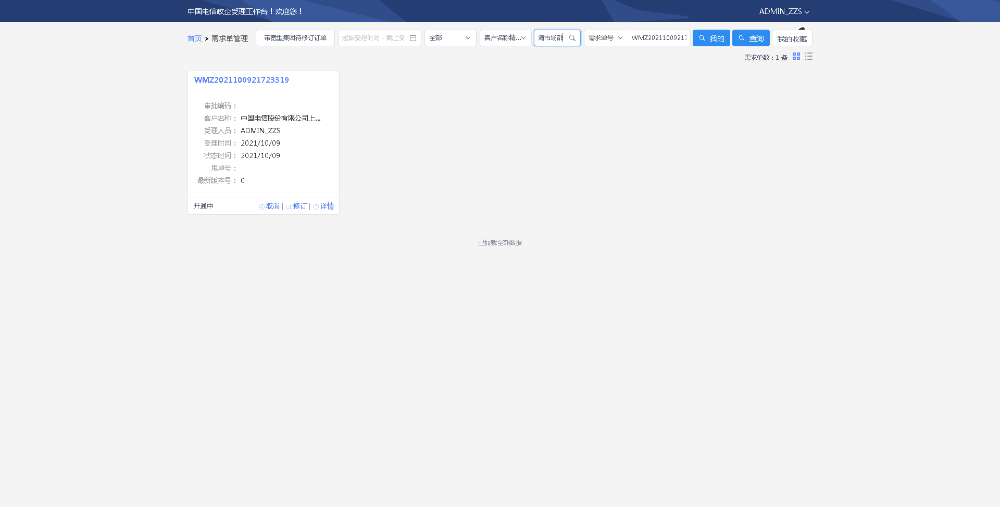 中国电信政企受理工作台！欢迎您！
ADMIN_ZZS
首页 > 需求单管理
带宽型集团待修订订单
起始受理时间 - 截止受
全部
客户名称精...
海市场部
需求单号
WMZ20211009217
我的
查询
我的收藏
需求单数：1 条
WMZ2021100921723319
审批编码：
客户名称： 中国电信股份有限公司上...
受理人员： ADMIN_ZZS
受理时间： 2021/10/09
状态时间： 2021/10/09
甩单号：
最新版本号： 0
开通中
取消 | 修订 | 详情
已加载全部数据